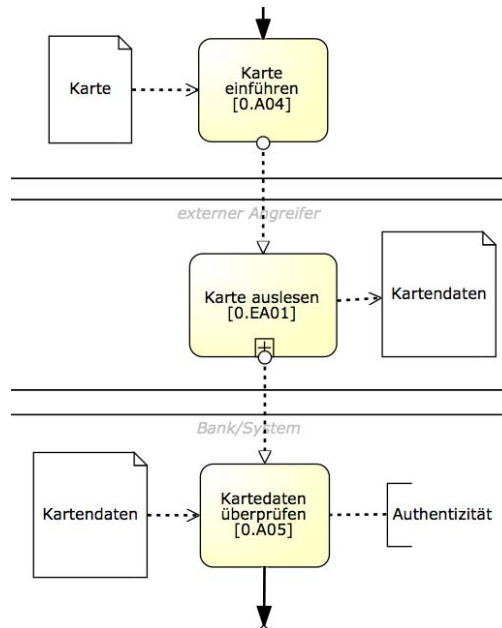 Karte
Karte
einführen
[0.A04]
externer Angreifer
Karte auslesen
[0.EA01]
Kartendaten
Bank/System
Kartendaten
Kartedaten
überprüfen
[0.A05]
Authentizität